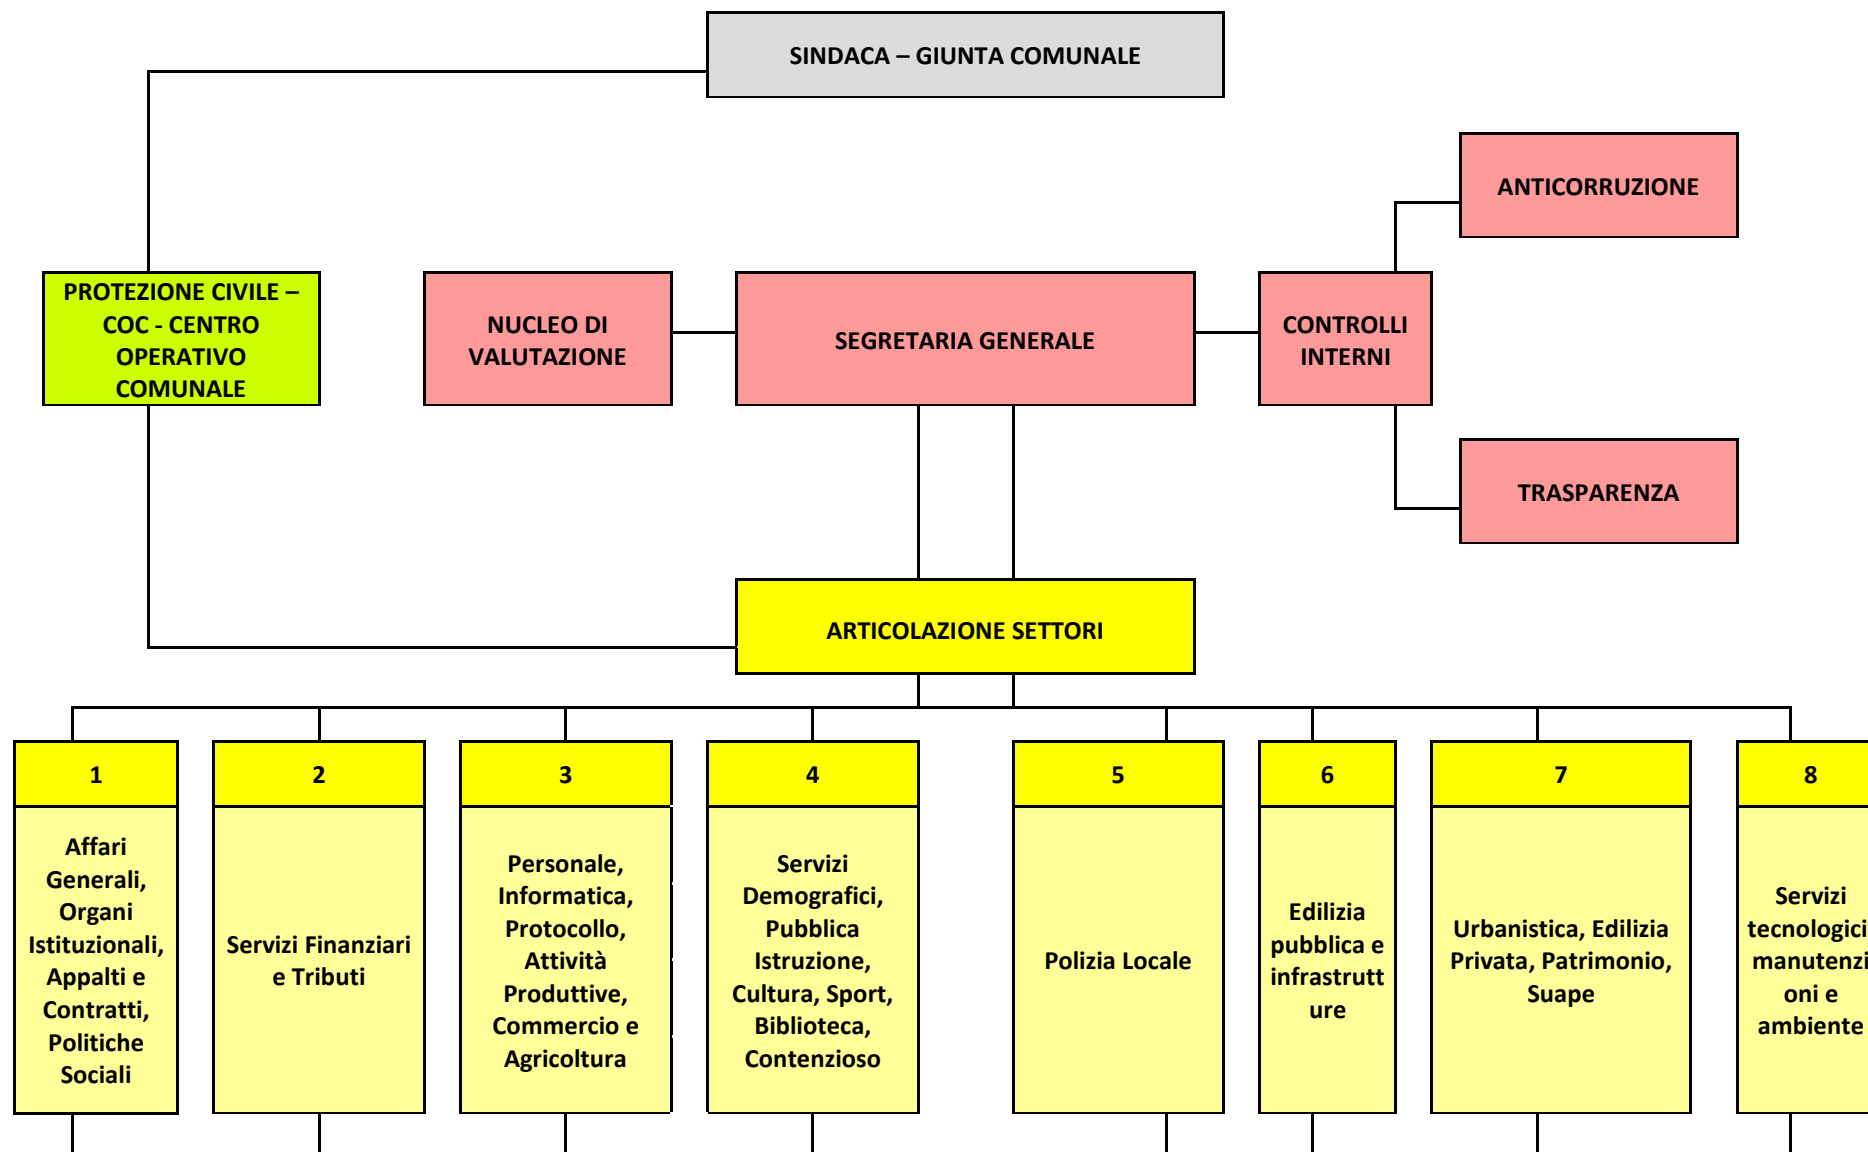 SINDACA – GIUNTA COMUNALE
ANTICORRUZIONE
PROTEZIONE CIVILE –
COC - CENTRO
OPERATIVO
COMUNALE
NUCLEO DI
VALUTAZIONE
SEGRETARIA GENERALE
CONTROLLI
INTERNI
TRASPARENZA
ARTICOLAZIONE SETTORI
1
Affari
Generali,
Organi
Istituzionali,
Appalti e
Contratti,
Politiche
Sociali
2
Servizi Finanziari
e Tributi
3
Personale,
Informatica,
Protocollo,
Attività
Produttive,
Commercio e
Agricoltura
4
Servizi
Demografici,
Pubblica
Istruzione,
Cultura, Sport,
Biblioteca,
Contenzioso
5
Polizia Locale
6
Edilizia
pubblica e
infrastrutt
ure
7
Urbanistica, Edilizia
Privata, Patrimonio,
Suape
8
Servizi
tecnologici,
manutenzi
oni e
ambiente